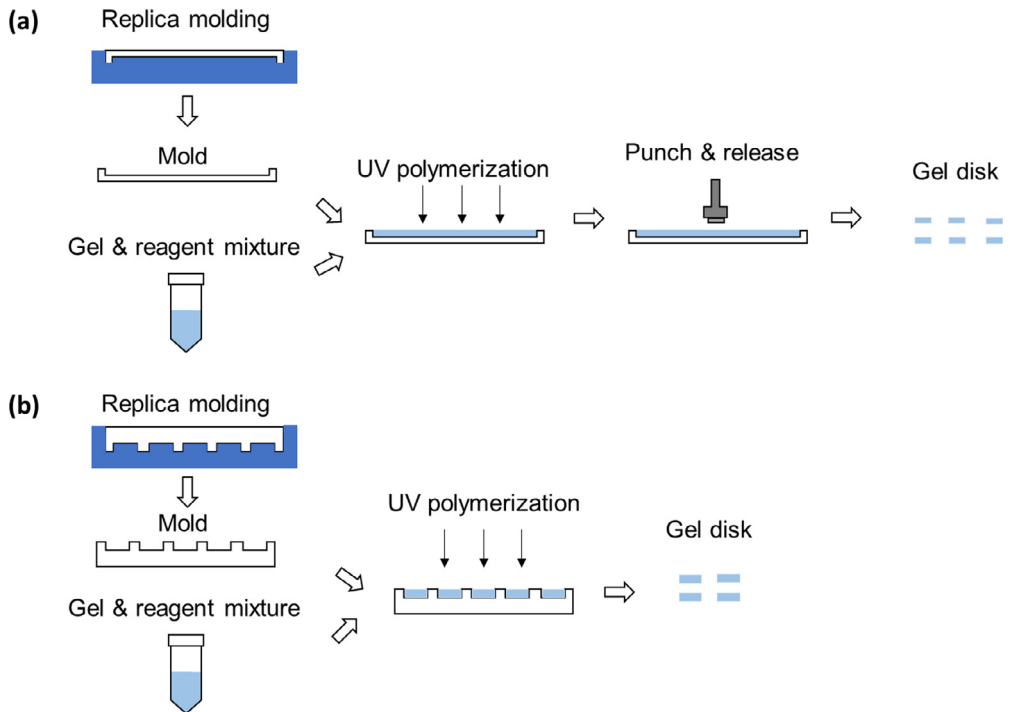 (a)
Replica molding
Mold
Gel & reagent mixture
UV polymerization
Punch & release
Gel disk
(b)
Replica molding
Mold
Gel & reagent mixture
UV polymerization
Gel disk